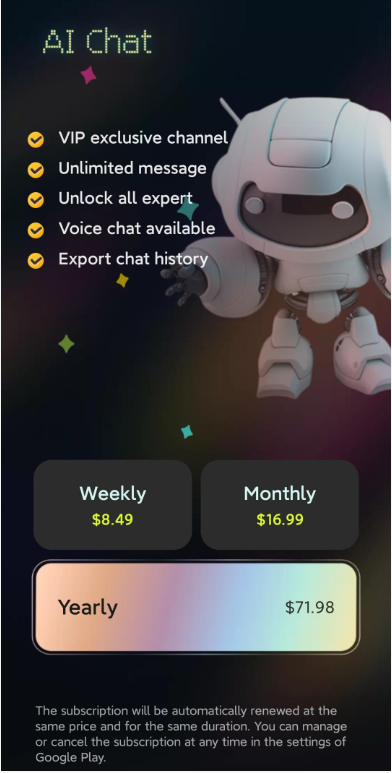 AI Chat
VIP exclusive channel
Unlimited message
Unlock all expert
Voice chat available
Export chat history
Weekly
$8.49
Monthly
$16.99
Yearly
$71.98
The subscription will be automatically renewed at the
same price and for the same duration. You can manage
or cancel the subscription at any time in the settings of
Google Play.